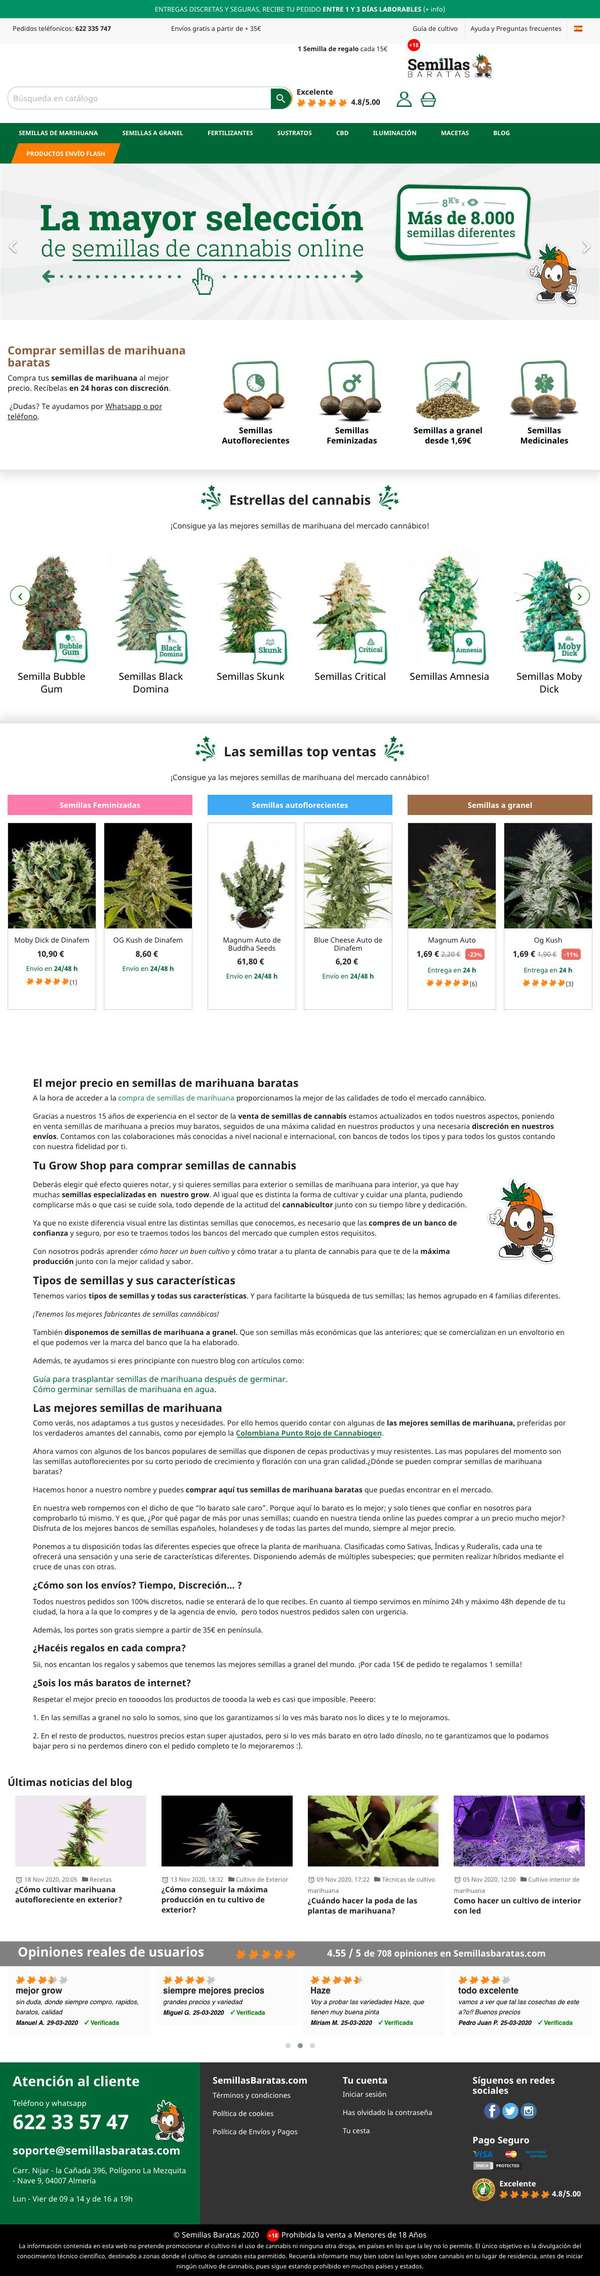 ENTREGAS DISCRETAS Y SEGURAS, RECIBE TU PEDIDO ENTRE 1 Y 3 DÍAS LABORABLES (+ info)
Pedidos teléfonicos: 622 335 747
Envíos gratis a partir de + 35€
Guía de cultivo
Ayuda y Preguntas frecuentes
1 Semilla de regalo cada 15€
+18
Semillas
BARATAS
Búsqueda en catálogo
Excelente
4.8/5.00
SEMILLAS DE MARIHUANA
SEMILLAS A GRANEL
FERTILIZANTES
SUSTRATOS
CBD
ILUMINACIÓN
MACETAS
BLOG
PRODUCTOS ENVÍO FLASH
La mayor selección
de semillas de cannabis online
8K's x
Más de 8.000
semillas diferentes
Comprar semillas de marihuana
baratas
Compra tus semillas de marihuana al mejor
precio. Recíbelas en 24 horas con discreción.
¿Dudas? Te ayudamos por Whatsapp o por
teléfono.
Semillas
Autoflorecientes
Semillas
Feminizadas
Semillas a granel
desde 1,69€
Semillas
Medicinales
Estrellas del cannabis
¡Consigue ya las mejores semillas de marihuana del mercado cannábico!
Bubble
Gum
Black
Domina
Skunk
Critical
Amnesia
Moby
Dick
Semilla Bubble
Gum
Semillas Black
Domina
Semillas Skunk
Semillas Critical
Semillas Amnesia
Semillas Moby
Dick
Las semillas top ventas
¡Consigue ya las mejores semillas de marihuana del mercado cannábico!
Semillas Feminizadas
Semillas autoflorecientes
Semillas a granel
Moby Dick de Dinafem
10,90 €
Envío en 24/48 h
(1)
OG Kush de Dinafem
8,60 €
Envío en 24/48 h
Magnum Auto de
Buddha Seeds
61,80 €
Envío en 24/48 h
Blue Cheese Auto de
Dinafem
6,20 €
Envío en 24/48 h
Magnum Auto
1,69 € 2,20 € -23%
Entrega en 24 h
(6)
Og Kush
1,69 € 1,90 € -11%
Entrega en 24 h
(3)
El mejor precio en semillas de marihuana baratas
A la hora de acceder a la compra de semillas de marihuana proporcionamos la mejor de las calidades de todo el mercado cannábico.
Gracias a nuestros 15 años de experiencia en el sector de la venta de semillas de cannabis estamos actualizados en todos nuestros aspectos, poniendo
en venta semillas de marihuana a precios muy baratos, seguidos de una máxima calidad en nuestros productos y una necesaria discreción en nuestros
envíos. Contamos con las colaboraciones más conocidas a nivel nacional e internacional, con bancos de todos los tipos y para todos los gustos contando
con nuestra fidelidad por ti.
Tu Grow Shop para comprar semillas de cannabis
Deberás elegir qué efecto quieres notar, y si quieres semillas para exterior o semillas de marihuana para interior, ya que hay
muchas semillas especializadas en nuestro grow. Al igual que es distinta la forma de cultivar y cuidar una planta, pudiendo
complicarse más o que casi se cuide sola, todo depende de la actitud del cannabicultor junto con su tiempo libre y dedicación.
Ya que no existe diferencia visual entre las distintas semillas que conocemos, es necesario que las compres de un banco de
confianza y seguro, por eso te traemos todos los bancos del mercado que cumplen estos requisitos.
Con nosotros podrás aprender cómo hacer un buen cultivo y cómo tratar a tu planta de cannabis para que te de la máxima
producción junto con la mejor calidad y sabor.
Tipos de semillas y sus características
Tenemos varios tipos de semillas y todas sus características. Y para facilitarte la búsqueda de tus semillas; las hemos agrupado en 4 familias diferentes.
¡Tenemos los mejores fabricantes de semillas cannábicas!
También disponemos de semillas de marihuana a granel. Que son semillas más económicas que las anteriores; que se comercializan en un envoltorio en
el que podemos ver la marca del banco que la ha elaborado.
Además, te ayudamos si eres principiante con nuestro blog con artículos como:
Guía para trasplantar semillas de marihuana después de germinar.
Cómo germinar semillas de marihuana en agua.
Las mejores semillas de marihuana
Como verás, nos adaptamos a tus gustos y necesidades. Por ello hemos querido contar con algunas de las mejores semillas de marihuana, preferidas por
los verdaderos amantes del cannabis, como por ejemplo la Colombiana Punto Rojo de Cannabiogen.
Ahora vamos con algunos de los bancos populares de semillas que disponen de cepas productivas y muy resistentes. Las mas populares del momento son
las semillas autoflorecientes por su corto periodo de crecimiento y floración con una gran calidad.¿Dónde se pueden comprar semillas de marihuana
baratas?
Hacemos honor a nuestro nombre y puedes comprar aquí tus semillas de marihuana baratas que puedas encontrar en el mercado.
En nuestra web rompemos con el dicho de que “lo barato sale caro”. Porque aquí lo barato es lo mejor; y solo tienes que confiar en nosotros para
comprobarlo tú mismo. Y es que, ¿Por qué pagar de más por unas semillas; cuando en nuestra tienda online las puedes comprar a un precio mucho mejor?
Disfruta de los mejores bancos de semillas españoles, holandeses y de todas las partes del mundo, siempre al mejor precio.
Ponemos a tu disposición todas las diferentes especies que ofrece la planta de marihuana. Clasificadas como Sativas, Índicas y Ruderalis, cada una te
ofrecerá una sensación y una serie de características diferentes. Disponiendo además de múltiples subespecies; que permiten realizar híbridos mediante el
cruce de unas con otras.
¿Cómo son los envíos? Tiempo, Discreción... ?
Todos nuestros pedidos son 100% discretos, nadie se enterará de lo que recibes. En cuanto al tiempo servimos en mínimo 24h y máximo 48h depende de tu
ciudad, la hora a la que lo compres y de la agencia de envío, pero todos nuestros pedidos salen con urgencia.
Además, los portes son gratis siempre a partir de 35€ en península.
¿Hacéis regalos en cada compra?
Sii, nos encantan los regalos y sabemos que tenemos las mejores semillas a granel del mundo. ¡Por cada 15€ de pedido te regalamos 1 semilla!
¿Sois los más baratos de internet?
Respetar el mejor precio en toooodos los productos de toooda la web es casi que imposible. Peeero:
1. En las semillas a granel no solo lo somos, sino que los garantizamos si lo ves más barato nos lo dices y te lo mejoramos.
2. En el resto de productos, nuestros precios estan super ajustados, pero si lo ves más barato en otro lado dínoslo, no te garantizamos que lo podamos
bajar pero si no perdemos dinero con el pedido completo te lo mejoraremos :).
Últimas noticias del blog
18 Nov 2020, 20:05 Recetas
¿Cómo cultivar marihuana
autofloreciente en exterior?
13 Nov 2020, 18:32 Cultivo de Exterior
¿Cómo conseguir la máxima
producción en tu cultivo de
exterior?
09 Nov 2020, 17:22 Técnicas de cultivo
marihuana
¿Cuándo hacer la poda de las
plantas de marihuana?
05 Nov 2020, 12:00 Cultivo interior de
marihuana
Como hacer un cultivo de interior
con led
Opiniones reales de usuarios
4.55 / 5 de 708 opiniones en Semillasbaratas.com
mejor grow
sin duda, donde siempre compro, rapidos,
baratos, calidad
Manuel A. 29-03-2020 ✓Verificada
siempre mejores precios
grandes precios y variedad
Miguel G. 25-03-2020 ✓Verificada
Haze
Voy a probar las variedades Haze, que
tienen muy buena pinta
Miriam M. 25-03-2020 ✓Verificada
todo excelente
vamos a ver que tal las cosechas de este
a?o!! Buenos precios
Pedro Juan P. 25-03-2020 ✓Verificada
Atención al cliente
Teléfono y whatsapp
622 33 57 47
soporte@semillasbaratas.com
Carr. Nijar - la Cañada 396, Polígono La Mezquita
- Nave 9, 04007 Almería
Lun - Vier de 09 a 14 y de 16 a 19h
SemillasBaratas.com
Términos y condiciones
Política de cookies
Política de Envíos y Pagos
Tu cuenta
Iniciar sesión
Has olvidado la contraseña
Tu cesta
Síguenos en redes
sociales
Pago Seguro
VISA
PROTECTED
Excelente
4.8/5.00
© Semillas Baratas 2020 +18 Prohibida la venta a Menores de 18 Años
La información contenida en esta web no pretende promocionar el cultivo ni el uso de cannabis ni ninguna otra droga, en países en los que la ley no lo permite. El único objetivo es la divulgación del
conocimiento técnico científico, destinado a zonas donde el cultivo de cannabis esta permitido. Recuerda informarte muy bien sobre las leyes sobre cannabis en tu lugar de residencia, antes de iniciar
ningún cultivo de cannabis, pues sigue estando prohibido en muchos países y estados.